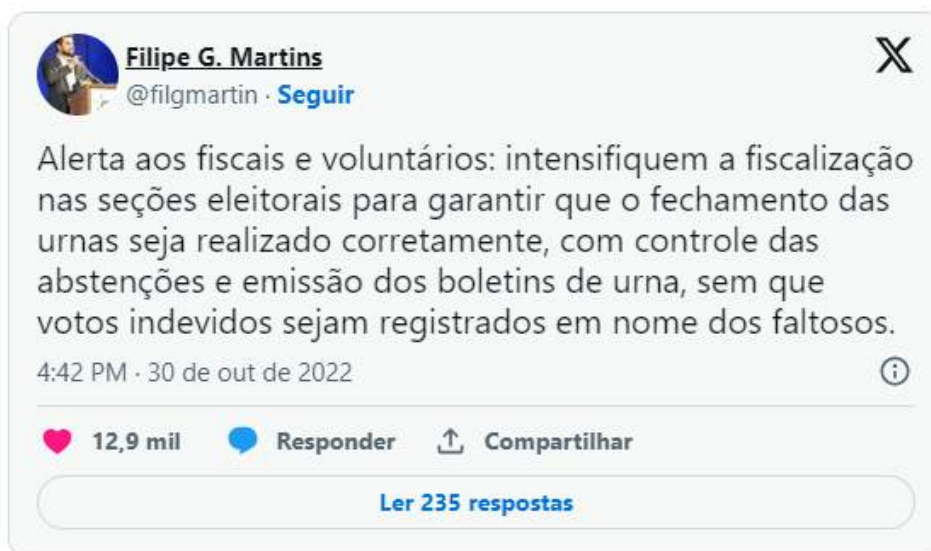 Filipe G. Martins
@filgmartin · Seguir
Alerta aos fiscais e voluntários: intensifiquem a fiscalização
nas seções eleitorais para garantir que o fechamento das
urnas seja realizado corretamente, com controle das
abstenções e emissão dos boletins de urna, sem que
votos indevidos sejam registrados em nome dos faltosos.
4:42 PM · 30 de out de 2022
12,9 mil Responder Compartilhar
Ler 235 respostas